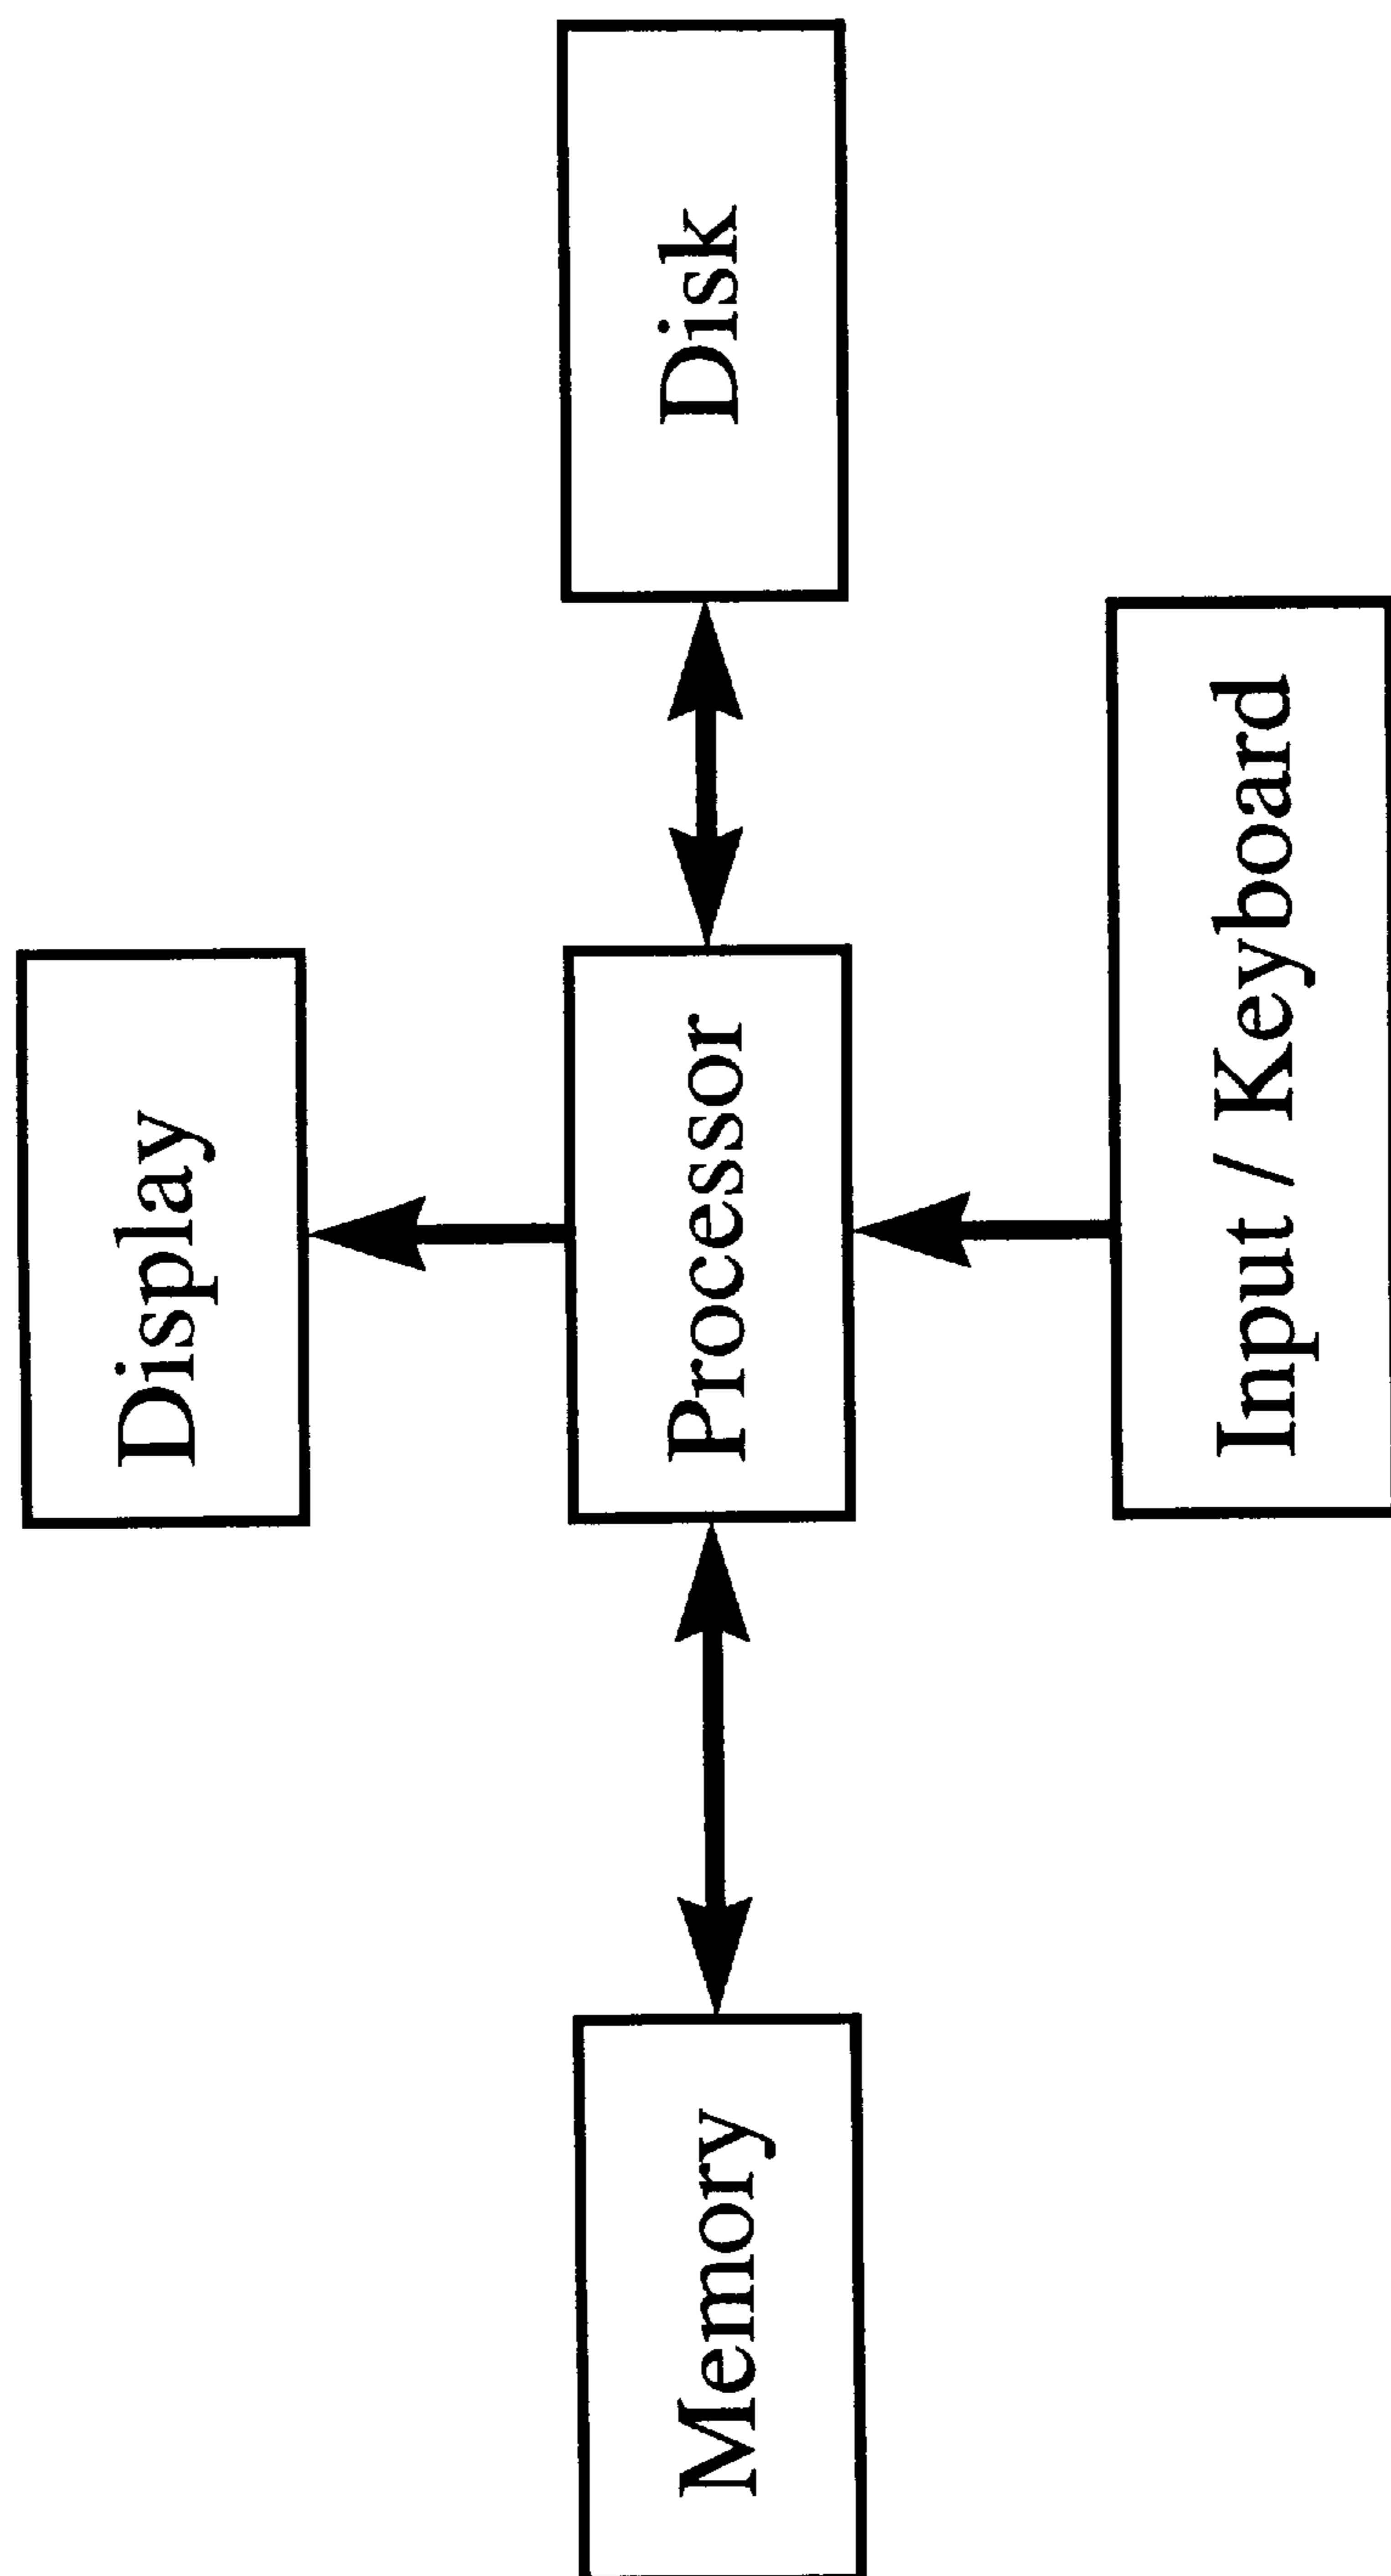 Display
Memory
Processor
Disk
Input / Keyboard